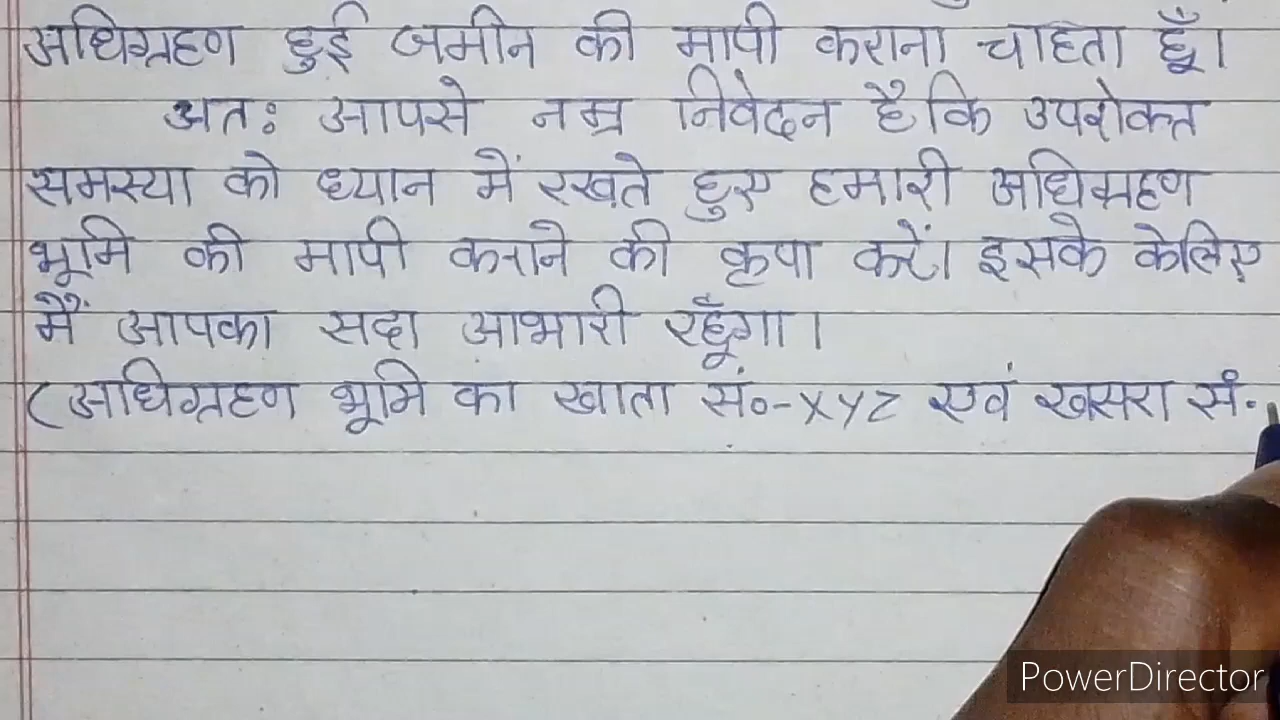 अधिग्रहण हुई जमीन की मापी कराना चाहता हूँ।
अतः आपसे नम्र निवेदन है कि उपरोक्त
समस्या को ध्यान में रखते हुए हमारी अधिग्रहण
भूमि की मापी कराने की कृपा करें। इसके केलिए
मैं आपका सदा आभारी रहूँगा।
(अधिग्रहण भूमि का खाता सं०-xyz एवं खसरा सं.
PowerDirector